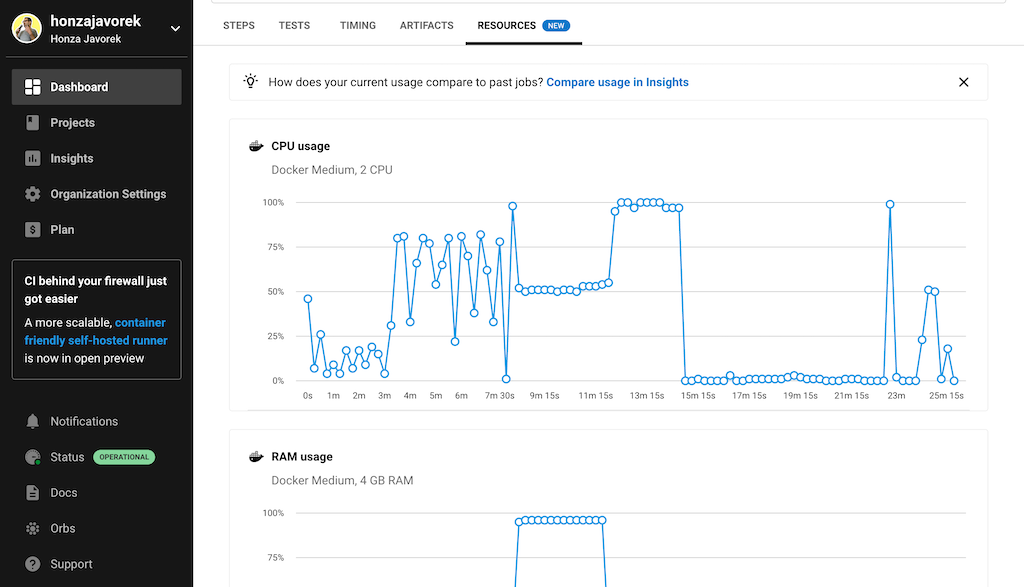 honzajavorek
Honza Javorek
Dashboard
Projects
Insights
Organization Settings
Plan
CI behind your firewall just
got easier
A more scalable, container
friendly self-hosted runner
is now in open preview
Notifications
Status OPERATIONAL
Docs
Orbs
Support
STEPS TESTS TIMING ARTIFACTS RESOURCES NEW
How does your current usage compare to past jobs? Compare usage in Insights
CPU usage
Docker Medium, 2 CPU
100%
75%
50%
25%
0%
0s 1m 2m 3m 4m 5m 6m 7m 30s 9m 15s 11m 15s 13m 15s 15m 15s 17m 15s 19m 15s 21m 15s 23m 25m 15s
RAM usage
Docker Medium, 4 GB RAM
100%
75%